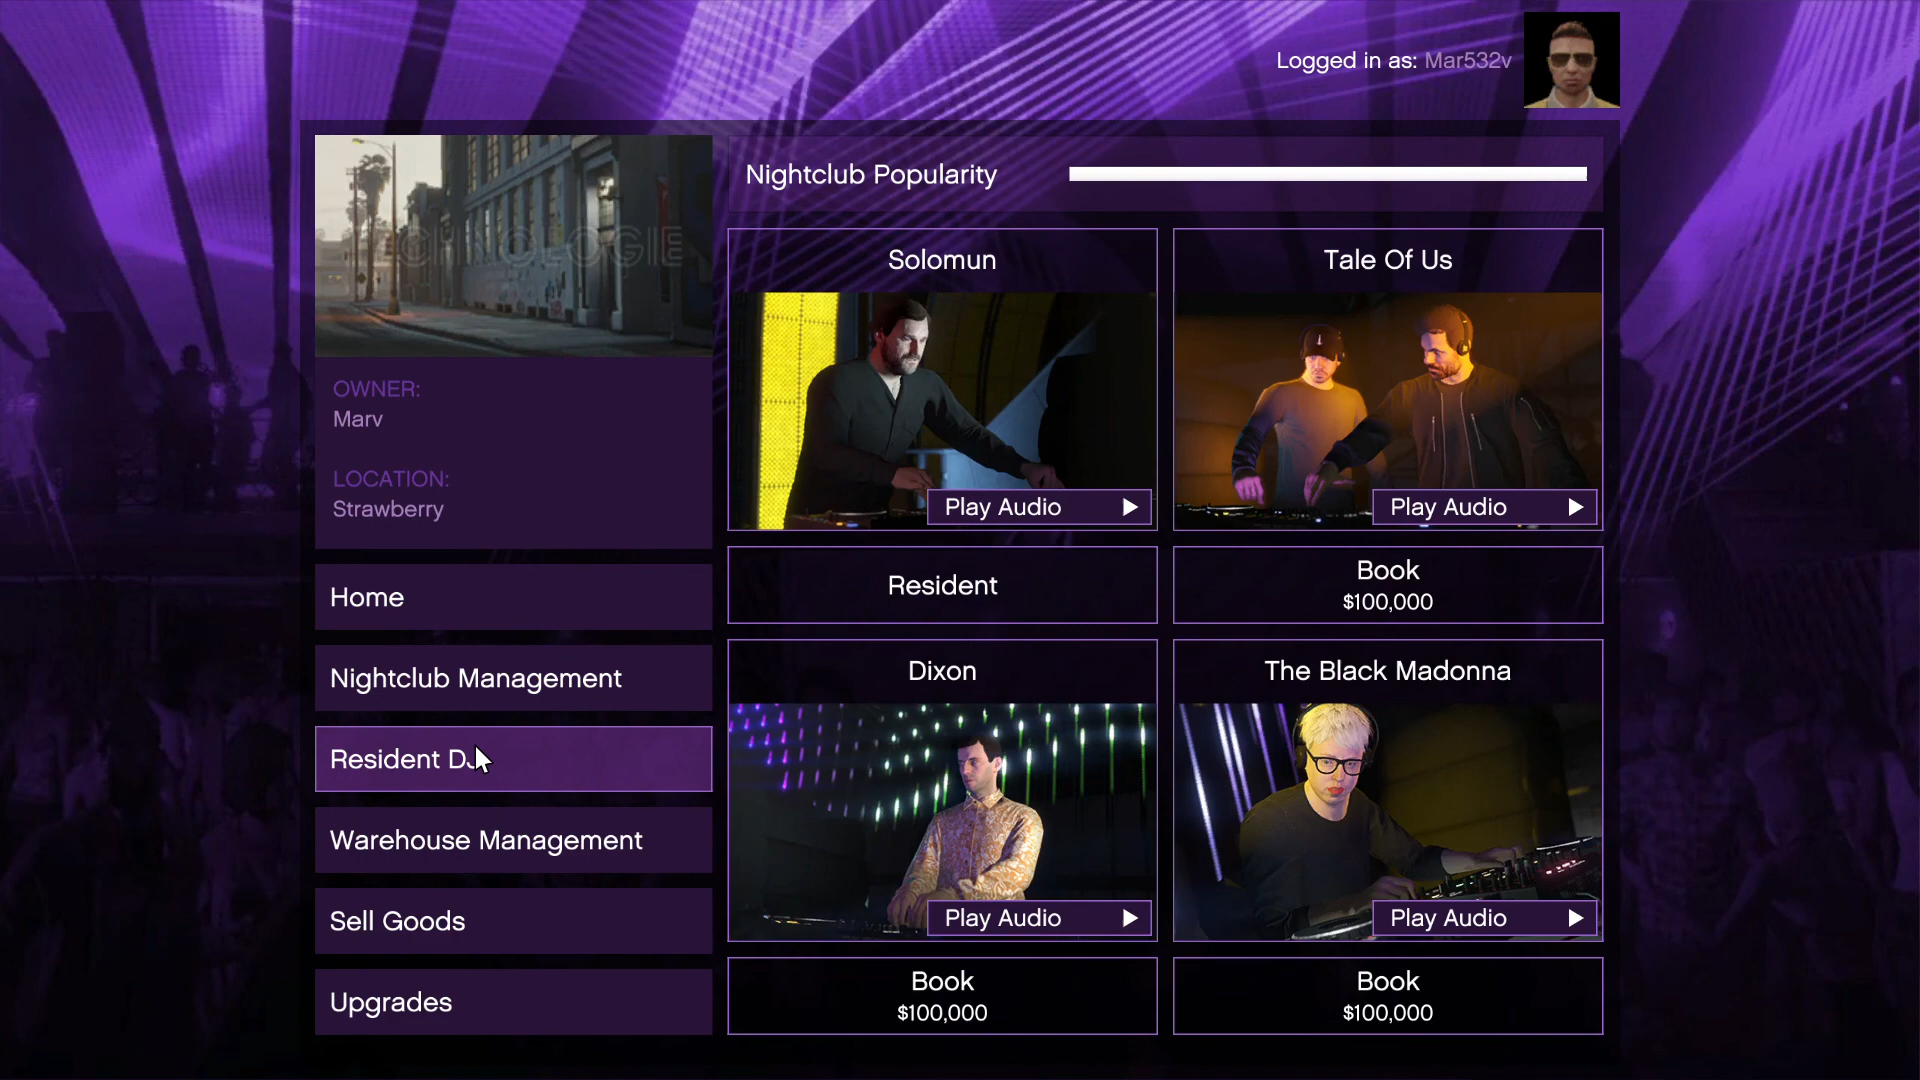 Logged in as: Mar532v
Nightclub Popularity
OWNER:
Marv
LOCATION:
Strawberry
Home
Nightclub Management
Resident DJ
Warehouse Management
Sell Goods
Upgrades
Solomun
Play Audio
Resident
Tale Of Us
Play Audio
Book
$100,000
Dixon
Play Audio
Book
$100,000
The Black Madonna
Play Audio
Book
$100,000